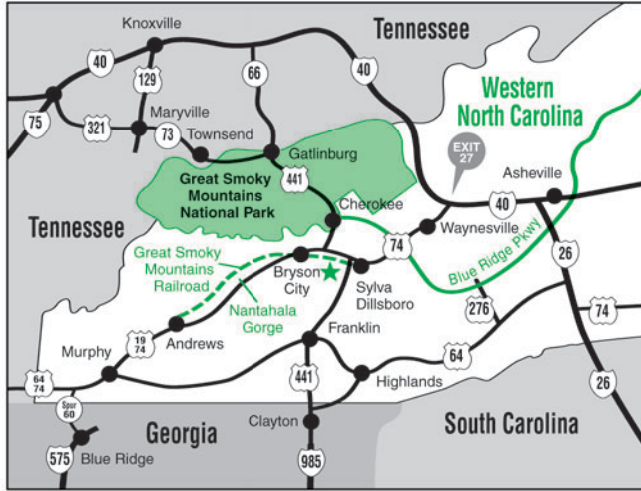 Knoxville
Tennessee
40
129
66
40
75
321
Maryville
73
Townsend
Gatlinburg
441
Western
North Carolina
EXIT
27
Asheville
Great Smoky
Mountains
National Park
Cherokee
Waynesville
40
Tennessee
74
Blue Ridge Pkwy
26
Great Smoky
Mountains
Railroad
Bryson
City
Sylva
Dillsboro
Nantahala
Gorge
276
74
Andrews
Franklin
19
74
Murphy
64
26
64
74
441
Highlands
Spur
60
Clayton
South Carolina
Georgia
575
Blue Ridge
985